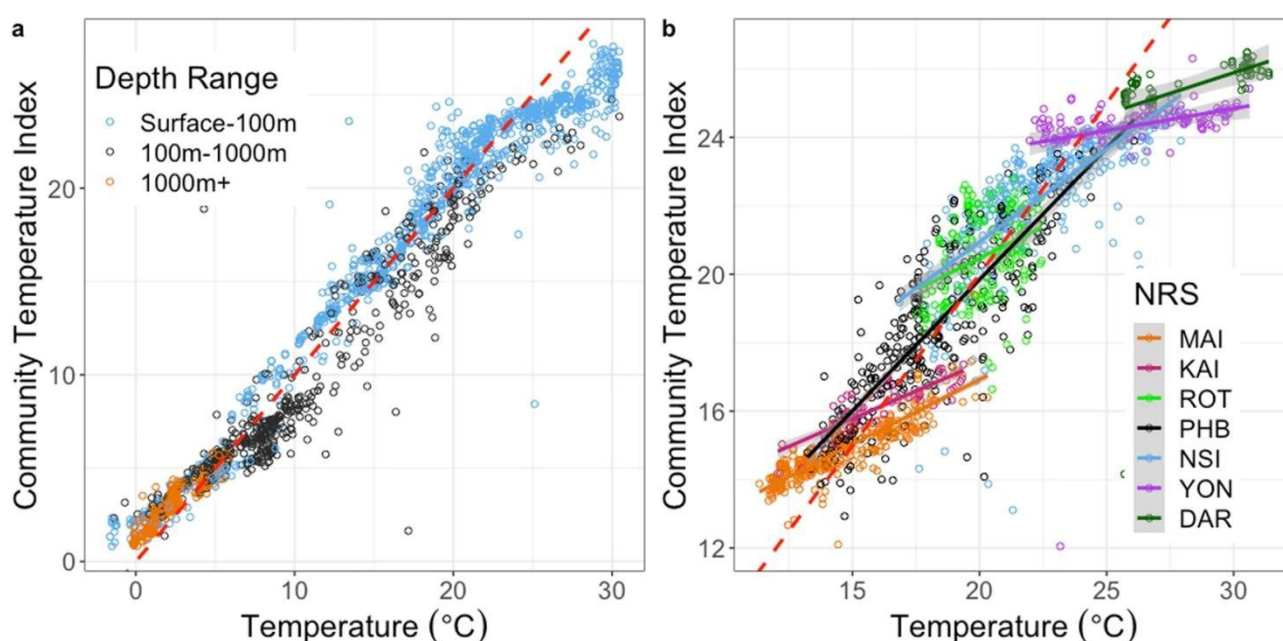 a
Community Temperature Index
20
10
0
Depth Range
Surface-100m
100m-1000m
1000m+
0 10 20 30
Temperature (°C)
b
Community Temperature Index
24
20
16
12
NRS
MAI
KAI
ROT
PHB
NSI
YON
DAR
15 20 25 30
Temperature (°C)